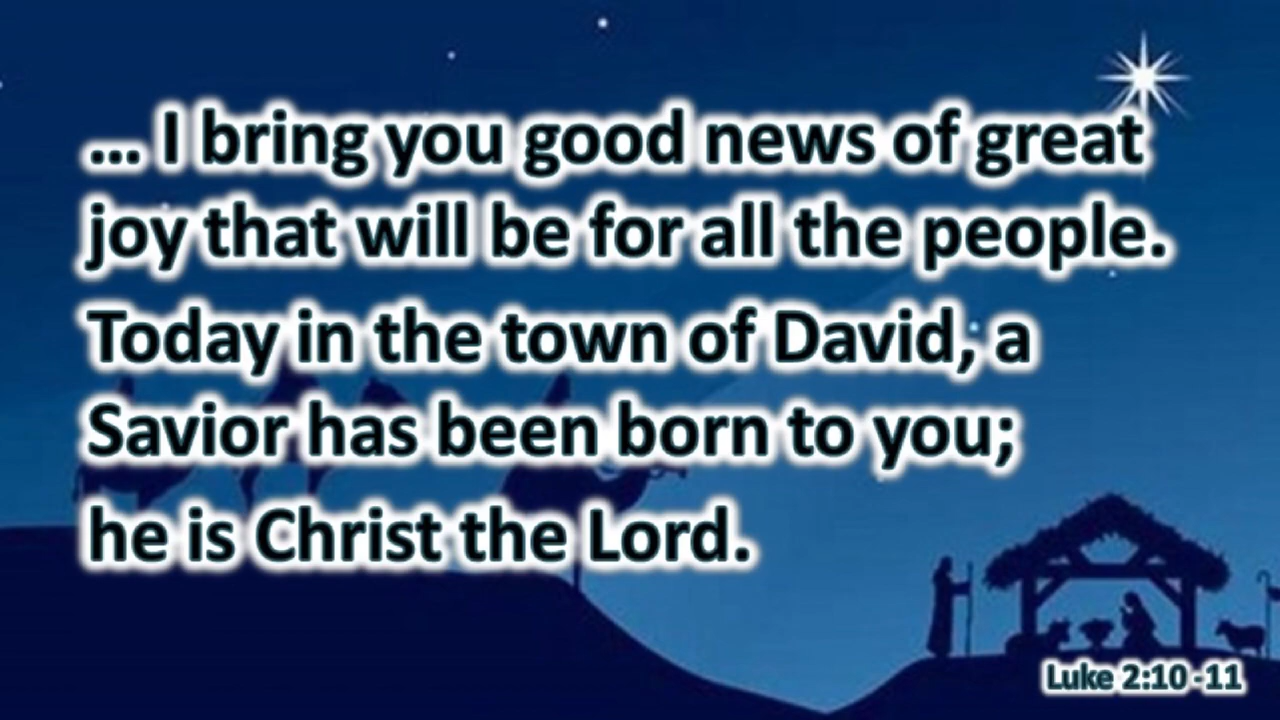 ... I bring you good news of great
joy that will be for all the people.
Today in the town of David, a
Savior has been born to you;
he is Christ the Lord.
Luke 2:10 -11